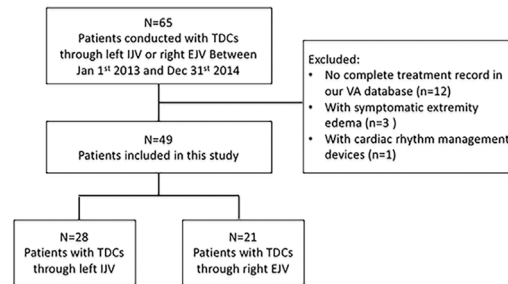 N=65
Patients conducted with TDCs
through left IJV or right EJV Between
Jan 1st 2013 and Dec 31st 2014
Excluded:
• No complete treatment record in
our VA database (n=12)
• With symptomatic extremity
edema (n=3 )
• With cardiac rhythm management
devices (n=1)
N=49
Patients included in this study
N=28
Patients with TDCs
through left IJV
N=21
Patients with TDCs
through right EJV